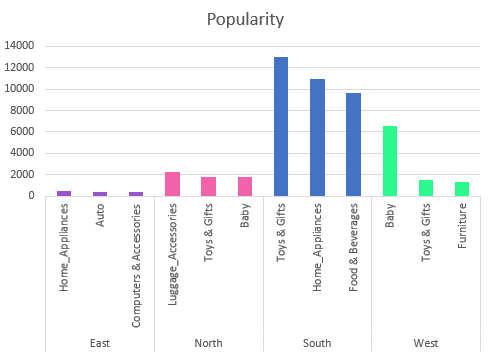 Popularity
14000
12000
10000
8000
6000
4000
2000
0
Home_Appliances
Auto
Computers & Accessories
Luggage_Accessories
Toys & Gifts
Baby
Toys & Gifts
Home_Appliances
Food & Beverages
Baby
Toys & Gifts
Furniture
East
North
South
West